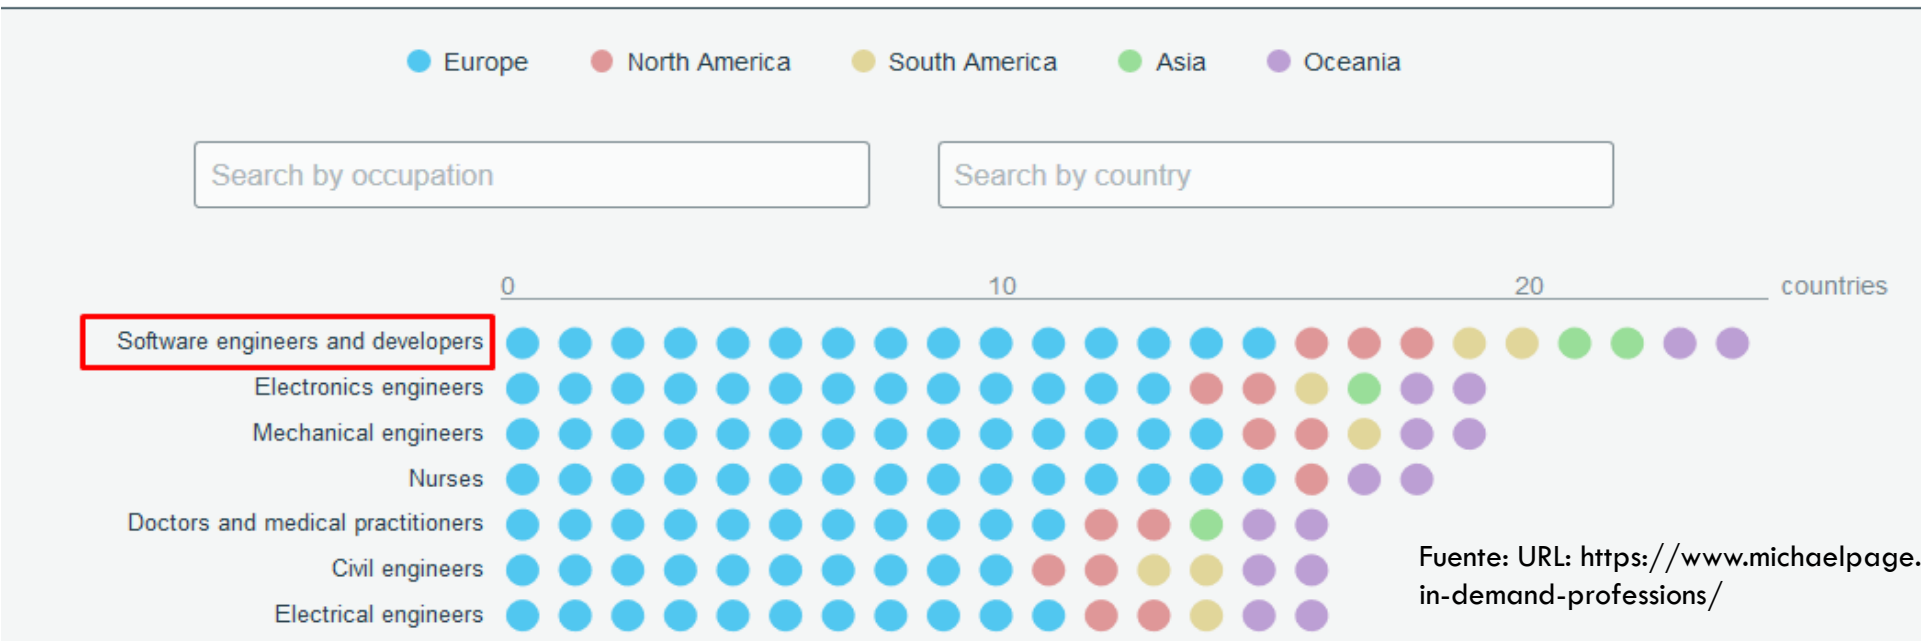 Europe North America South America Asia Oceania
Search by occupation Search by country
0 10 20 countries
Software engineers and developers
Electronics engineers
Mechanical engineers
Nurses
Doctors and medical practitioners
Civil engineers
Electrical engineers
Fuente: URL: https://www.michaelpage.
in-demand-professions/